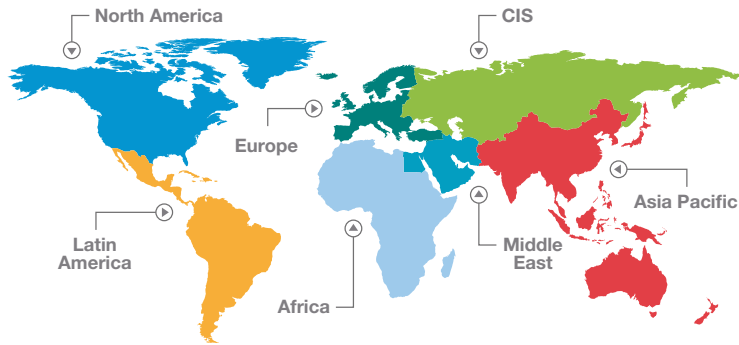 North America
CIS
Europe
Asia Pacific
Latin
America
Middle
East
Africa